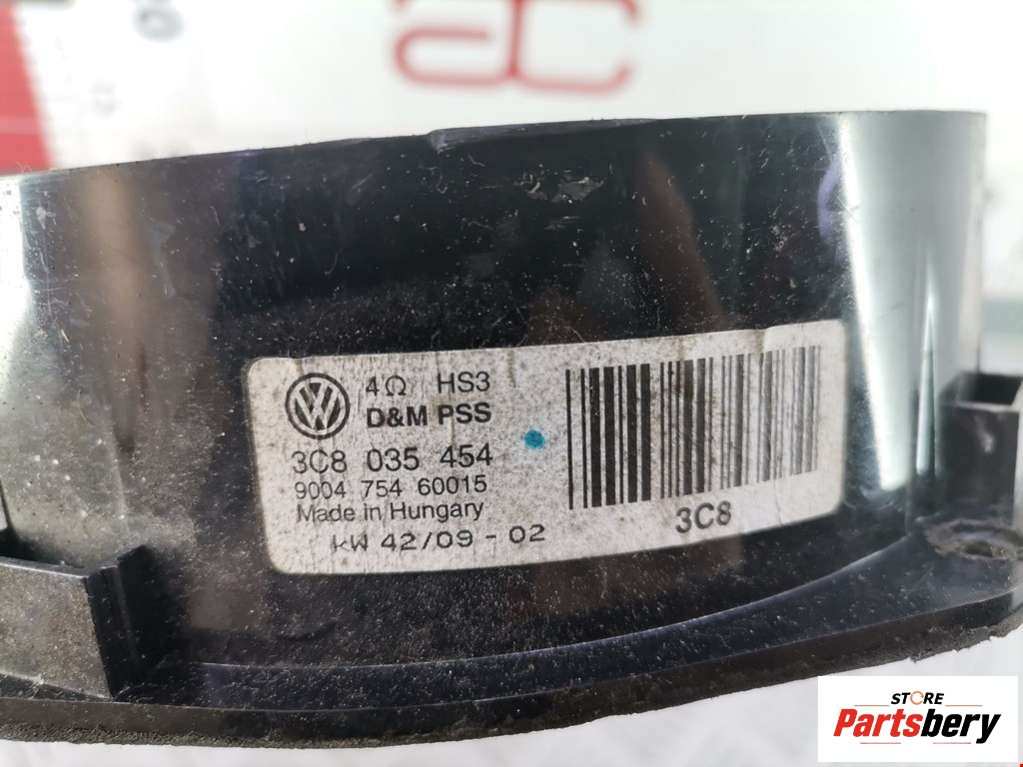 4Ω HS3
D&M PSS
3C8 035 454
9004 754 60015
Made in Hungary
KW 42/09 - 02
3C8
STORE
Partsbery